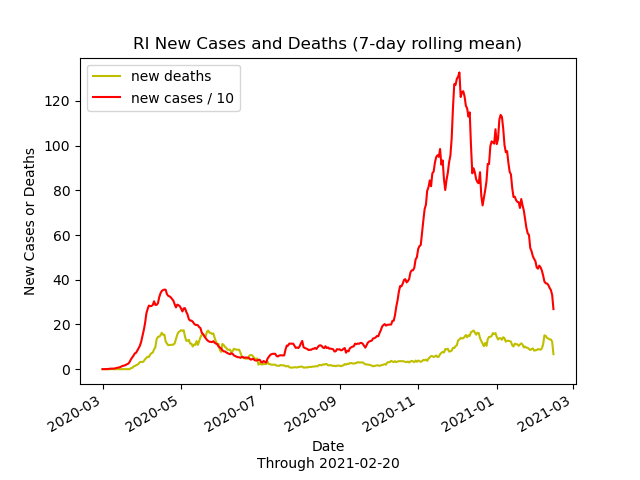 RI New Cases and Deaths (7-day rolling mean)
new deaths
new cases / 10
New Cases or Deaths
120
100
80
60
40
20
0
2020-03
2020-05
2020-07
2020-09
2020-11
2021-01
2021-03
Date
Through 2021-02-20